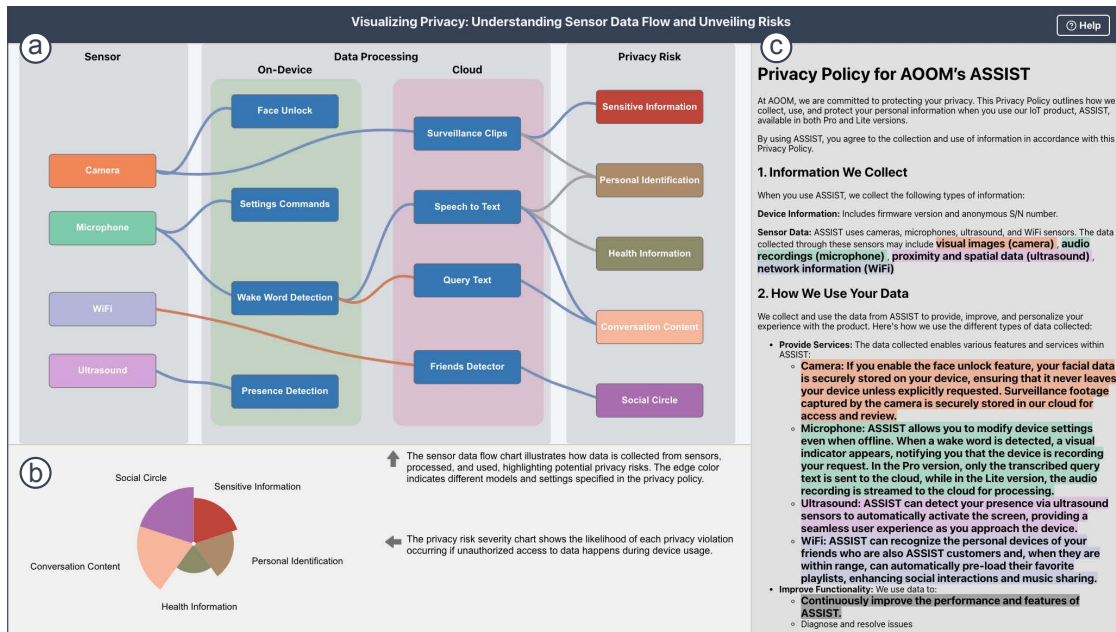 Visualizing Privacy: Understanding Sensor Data Flow and Unveiling Risks
Help
a
Sensor
Data Processing
Privacy Risk
On-Device
Cloud
Camera
Microphone
WiFi
Ultrasound
Face Unlock
Settings Commands
Wake Word Detection
Presence Detection
Surveillance Clips
Speech to Text
Query Text
Friends Detector
Sensitive Information
Personal Identification
Health Information
Conversation Content
Social Circle
b
Social Circle
Sensitive Information
Personal Identification
Health Information
Conversation Content
The sensor data flow chart illustrates how data is collected from sensors,
processed, and used, highlighting potential privacy risks. The edge color
indicates different models and settings specified in the privacy policy.
The privacy risk severity chart shows the likelihood of each privacy violation
occurring if unauthorized access to data happens during device usage.
c
Privacy Policy for AOOM's ASSIST
At AOOM, we are committed to protecting your privacy. This Privacy Policy outlines how we
collect, use, and protect your personal information when you use our IoT product, ASSIST,
available in both Pro and Lite versions.
By using ASSIST, you agree to the collection and use of information in accordance with this
Privacy Policy.
1. Information We Collect
When you use ASSIST, we collect the following types of information:
Device Information: Includes firmware version and anonymous S/N number.
Sensor Data: ASSIST uses cameras, microphones, ultrasound, and WiFi sensors. The data
collected through these sensors may include visual images (camera) , audio
recordings (microphone) , proximity and spatial data (ultrasound) ,
network information (WiFi)
2. How We Use Your Data
We collect and use the data from ASSIST to provide, improve, and personalize your
experience with the product. Here's how we use the different types of data collected:
• Provide Services: The data collected enables various features and services within
ASSIST:
◦ Camera: If you enable the face unlock feature, your facial data
is securely stored on your device, ensuring that it never leaves
your device unless explicitly requested. Surveillance footage
captured by the camera is securely stored in our cloud for
access and review.
◦ Microphone: ASSIST allows you to modify device settings
even when offline. When a wake word is detected, a visual
indicator appears, notifying you that the device is recording
your request. In the Pro version, only the transcribed query
text is sent to the cloud, while in the Lite version, the audio
recording is streamed to the cloud for processing.
◦ Ultrasound: ASSIST can detect your presence via ultrasound
sensors to automatically activate the screen, providing a
seamless user experience as you approach the device.
◦ WiFi: ASSIST can recognize the personal devices of your
friends who are also ASSIST customers and, when they are
within range, can automatically pre-load their favorite
playlists, enhancing social interactions and music sharing.
• Improve Functionality: We use data to:
◦ Continuously improve the performance and features of
ASSIST.
◦ Diagnose and resolve issues